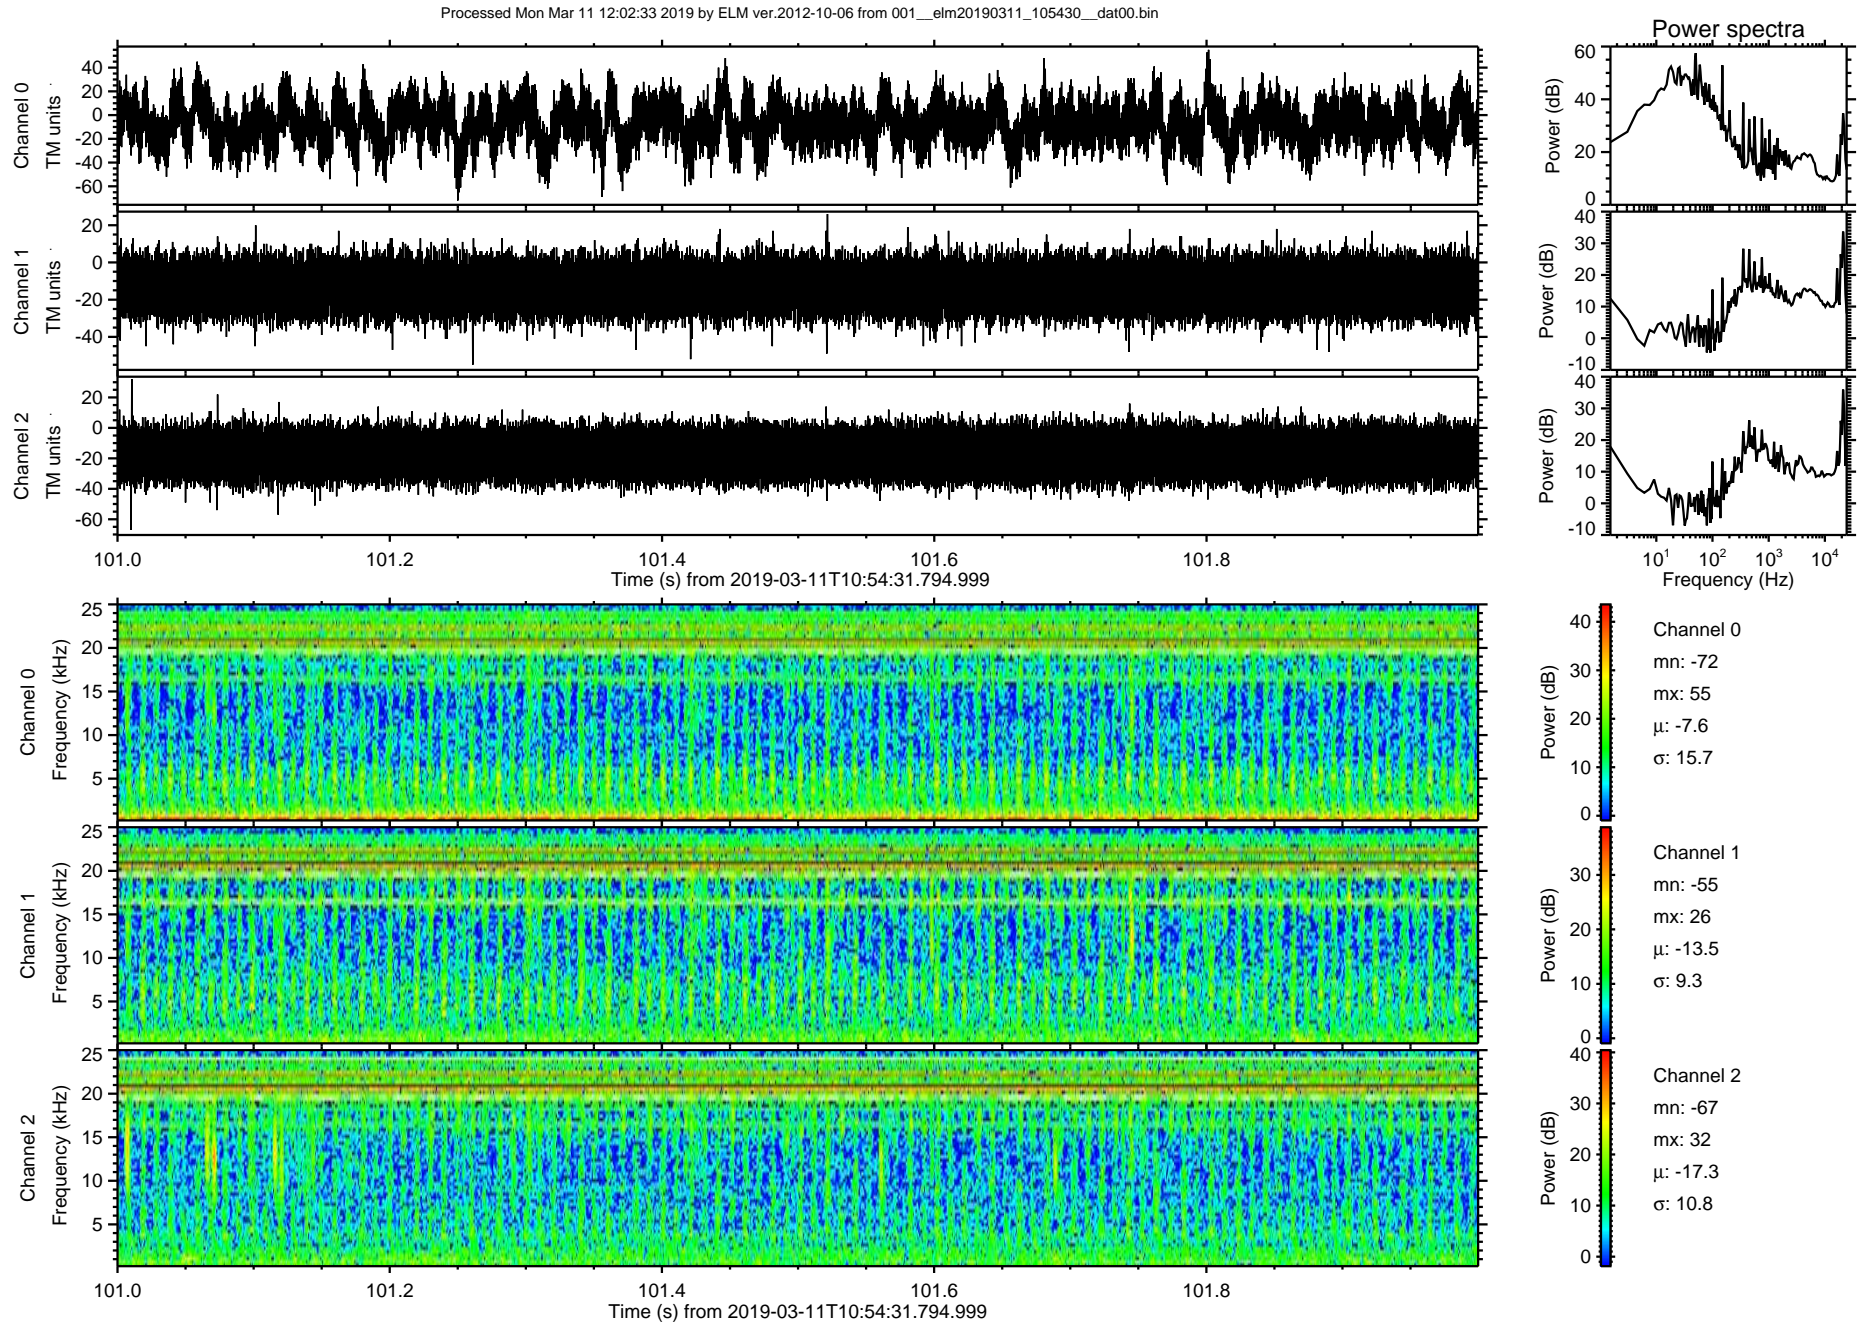 Processed Mon Mar 11 12:02:33 2019 by ELM ver.2012-10-06 from 001__elm20190311_105430__dat00.bin
Power spectra
Channel 0
TM units
40
20
0
-20
-40
-60
Power (dB)
60
40
20
0
Channel 1
TM units
20
0
-20
-40
Power (dB)
40
30
20
10
0
-10
Channel 2
TM units
20
0
-20
-40
-60
Power (dB)
40
30
20
10
0
-10
101.0 101.2 101.4 101.6 101.8
Time (s) from 2019-03-11T10:54:31.794.999
10¹ 10² 10³ 10⁴
Frequency (Hz)
Channel 0
Frequency (kHz)
25
20
15
10
5
Power (dB)
40
30
20
10
0
Channel 0
mn: -72
mx: 55
μ: -7.6
σ: 15.7
Channel 1
Frequency (kHz)
25
20
15
10
5
Power (dB)
30
20
10
0
Channel 1
mn: -55
mx: 26
μ: -13.5
σ: 9.3
Channel 2
Frequency (kHz)
25
20
15
10
5
Power (dB)
40
30
20
10
0
Channel 2
mn: -67
mx: 32
μ: -17.3
σ: 10.8
101.0 101.2 101.4 101.6 101.8
Time (s) from 2019-03-11T10:54:31.794.999